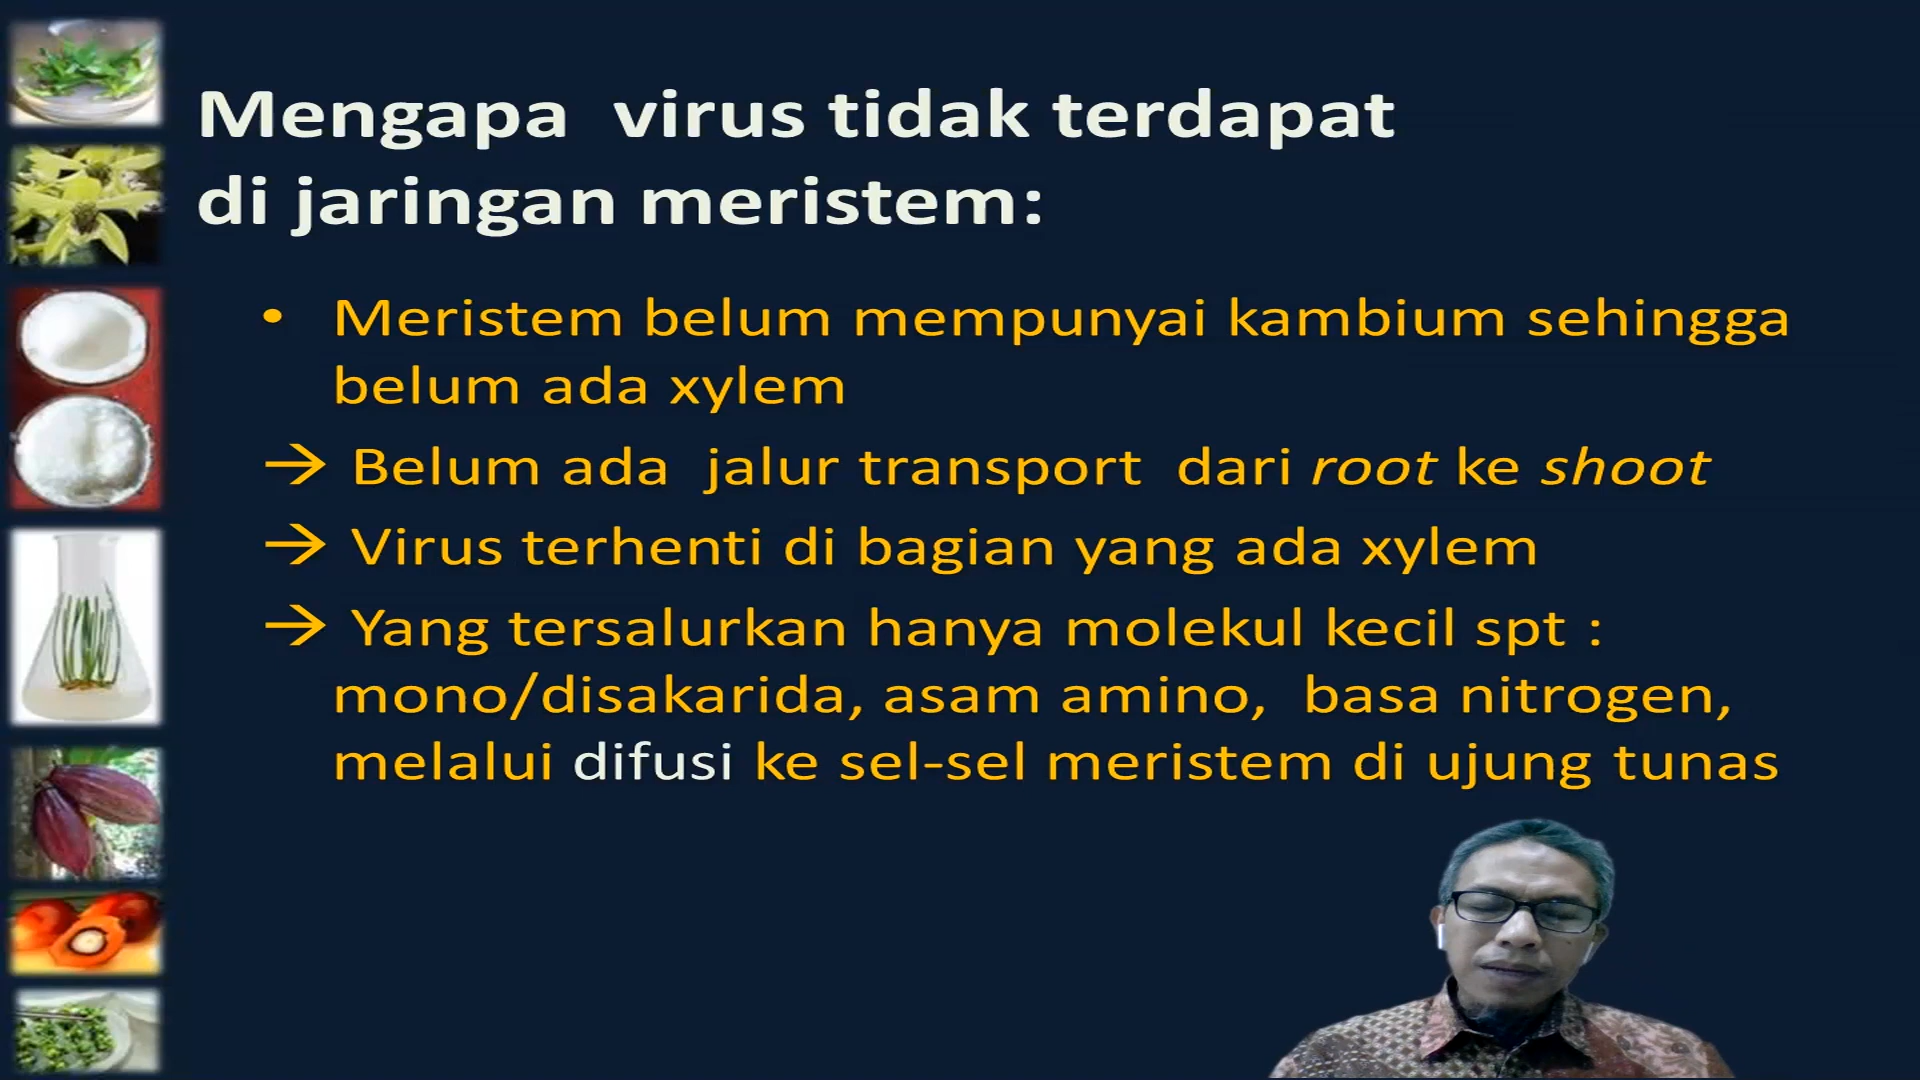 Mengapa virus tidak terdapat
di jaringan meristem:
• Meristem belum mempunyai kambium sehingga
belum ada xylem
→ Belum ada jalur transport dari root ke shoot
→ Virus terhenti di bagian yang ada xylem
→ Yang tersalurkan hanya molekul kecil spt :
mono/disakarida, asam amino, basa nitrogen,
melalui difusi ke sel-sel meristem di ujung tunas